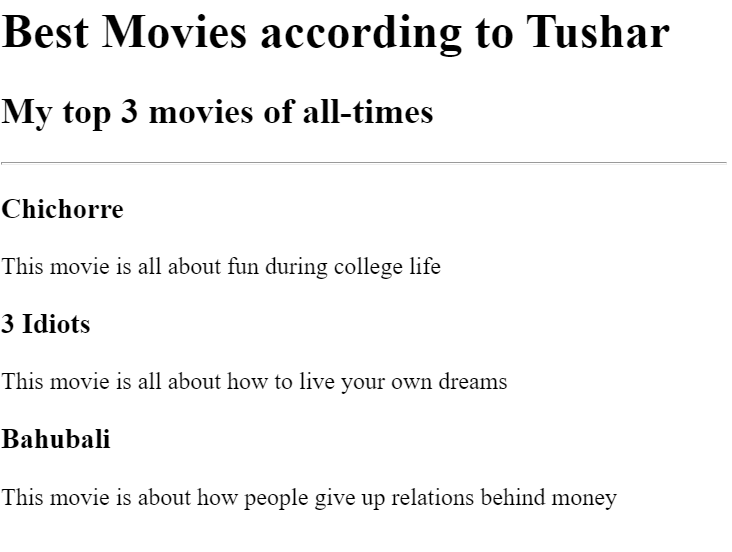 Best Movies according to Tushar
My top 3 movies of all-times
Chichorre
This movie is all about fun during college life
3 Idiots
This movie is all about how to live your own dreams
Bahubali
This movie is about how people give up relations behind money